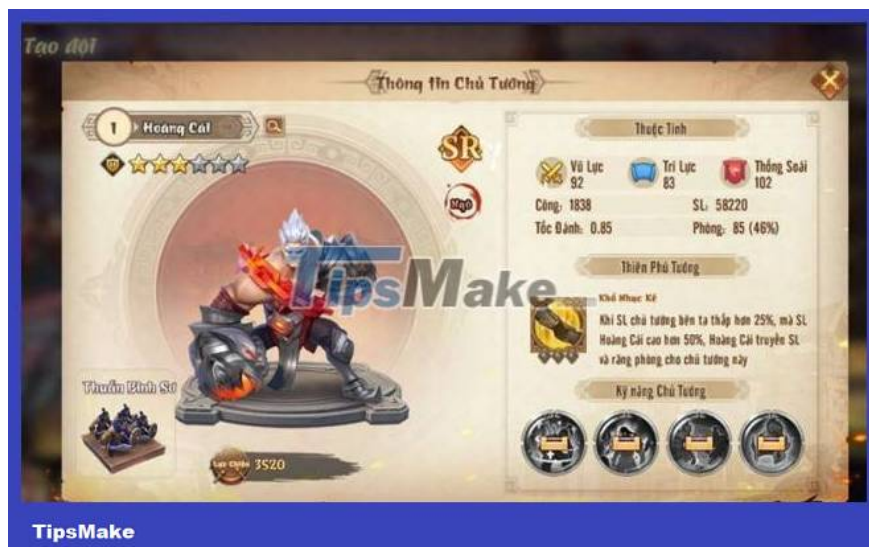 Tạo đội
Thông tin Chủ Tướng
1 Hoàng Cái
SR
Thuộc Tính
Vũ Lực
92
Trí Lực
83
Thống Soái
102
Công: 1838
SL: 58220
Tốc Đánh: 0.85
Phòng: 85 (46%)
Thiên Phú Tướng
Khổ Nhục Kế
Khi SL chủ tướng bên ta thấp hơn 25%, mà SL
Hoàng Cái cao hơn 50%, Hoàng Cái truyền SL
và tăng phòng cho chủ tướng này
Kỹ năng Chủ Tướng
Thuẫn Binh Sơ
Lực Chiến 3520
TipsMake
TipsMake